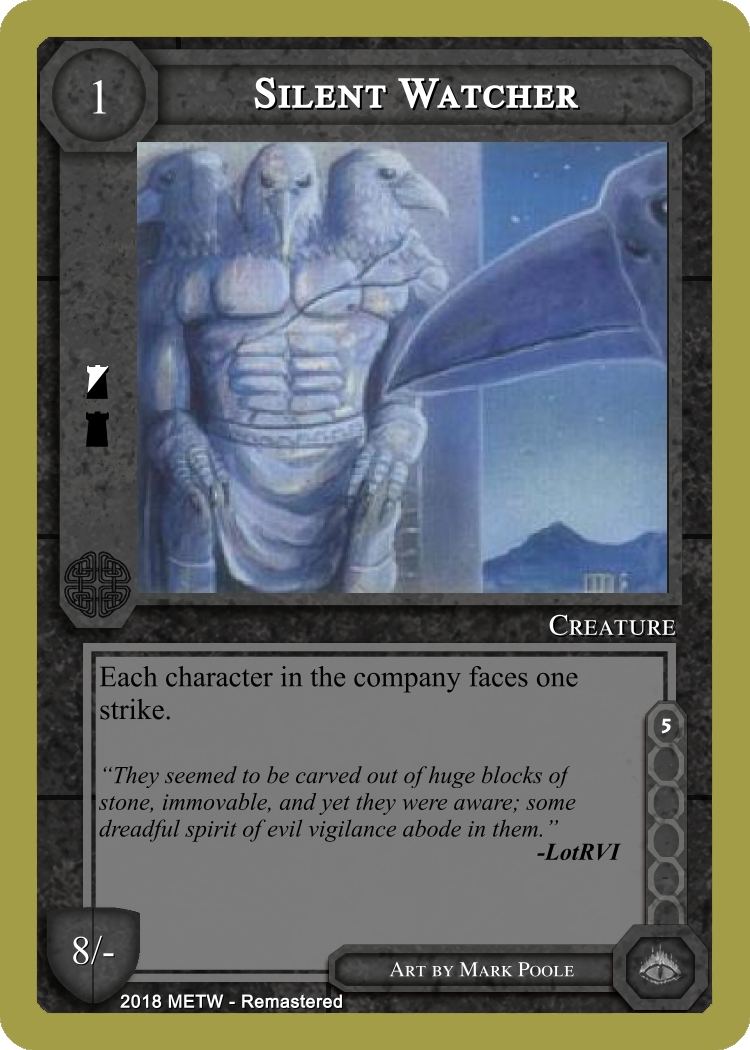 1
SILENT WATCHER
CREATURE
Each character in the company faces one
strike.
5
“They seemed to be carved out of huge blocks of
stone, immovable, and yet they were aware; some
dreadful spirit of evil vigilance abode in them.”
-LotRVI
8/-
ART BY MARK POOLE
2018 METW - Remastered